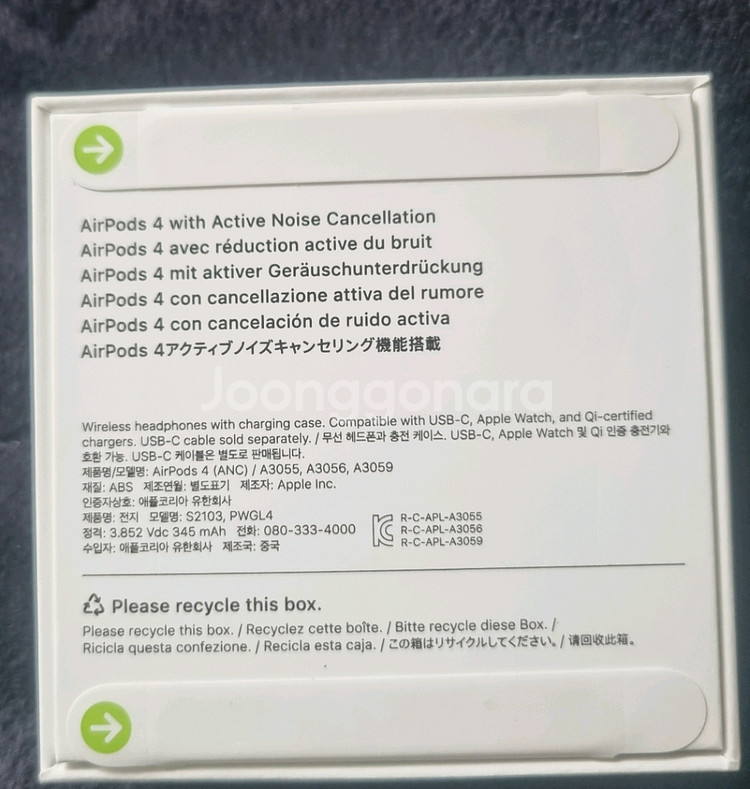 AirPods 4 with Active Noise Cancellation
AirPods 4 avec réduction active du bruit
AirPods 4 mit aktiver Geräuschunterdrückung
AirPods 4 con cancellazione attiva del rumore
AirPods 4 con cancelación de ruido activa
AirPods 4アクティブノイズキャンセリング機能搭載
Joonggonara
Wireless headphones with charging case. Compatible with USB-C, Apple Watch, and Qi-certified
chargers. USB-C cable sold separately. / 무선 헤드폰과 충전 케이스. USB-C, Apple Watch 및 Qi 인증 충전기와
호환 가능. USB-C 케이블은 별도로 판매됩니다.
제품명/모델명: AirPods 4 (ANC) / A3055, A3056, A3059
재질: ABS 제조연월: 별도표기 제조자: Apple Inc.
인증자상호: 애플코리아 유한회사
제품명: 전지 모델명: S2103, PWGL4
정격: 3.852 Vdc 345 mAh 전화: 080-333-4000
수입자: 애플코리아 유한회사 제조국: 중국
R-C-APL-A3055
R-C-APL-A3056
R-C-APL-A3059
Please recycle this box.
Please recycle this box. / Recyclez cette boîte. / Bitte recycle diese Box. /
Ricicla questa confezione. / Recicla esta caja. / この箱はリサイクルしてください。/ 请回收此箱。